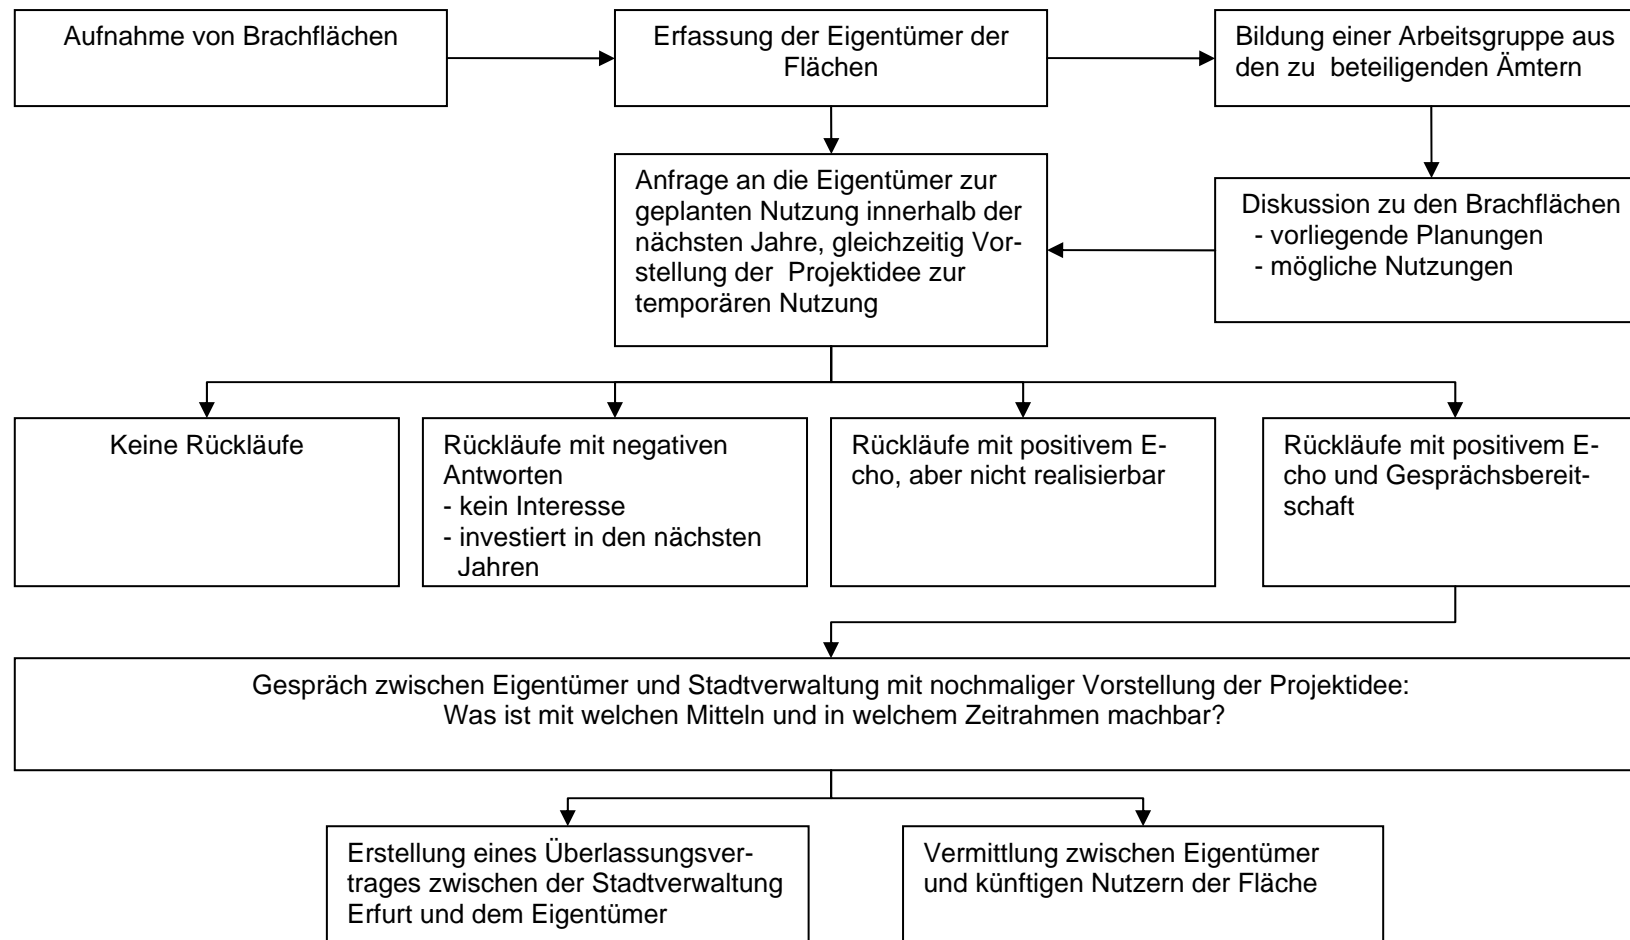 Aufnahme von Brachflächen
Erfassung der Eigentümer der
Flächen
Bildung einer Arbeitsgruppe aus
den zu  beteiligenden Ämtern
Anfrage an die Eigentümer zur
geplanten Nutzung innerhalb der
nächsten Jahre, gleichzeitig Vor-
stellung der  Projektidee zur
temporären Nutzung
Diskussion zu den Brachflächen
- vorliegende Planungen
- mögliche Nutzungen
Keine Rückläufe
Rückläufe mit negativen
Antworten
- kein Interesse
- investiert in den nächsten
Jahren
Rückläufe mit positivem E-
cho, aber nicht realisierbar
Rückläufe mit positivem E-
cho und Gesprächsbereit-
schaft
Gespräch zwischen Eigentümer und Stadtverwaltung mit nochmaliger Vorstellung der Projektidee:
Was ist mit welchen Mitteln und in welchem Zeitrahmen machbar?
Erstellung eines Überlassungsver-
trages zwischen der Stadtverwaltung
Erfurt und dem Eigentümer
Vermittlung zwischen Eigentümer
und künftigen Nutzern der Fläche